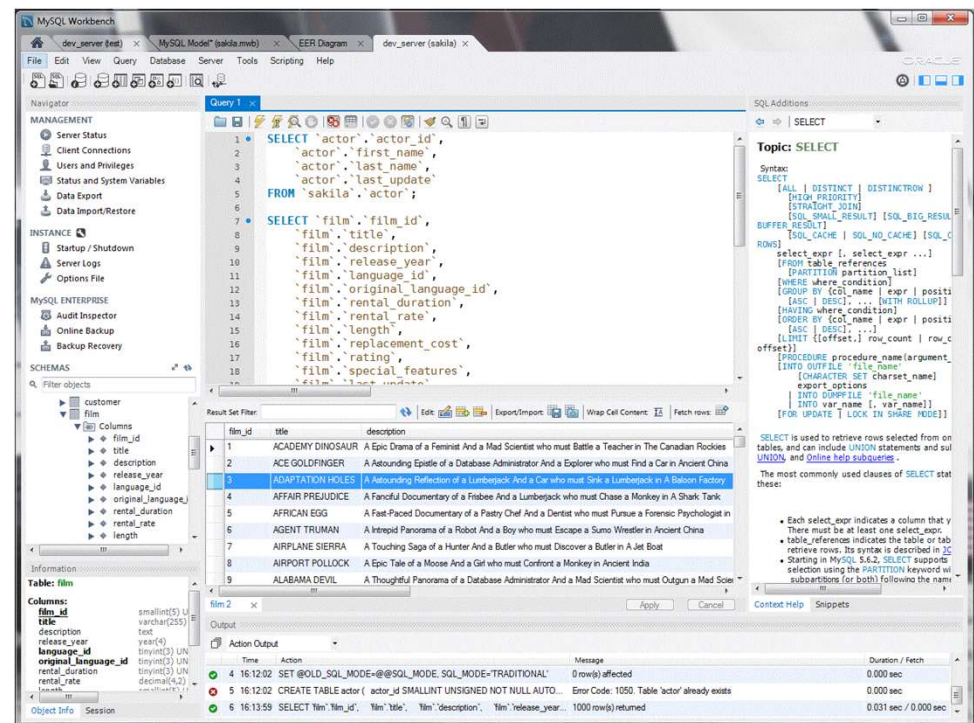 MySQL Workbench
dev_server (test) × MySQL Model* (sakila.mwb) × EER Diagram × dev_server (sakila) ×
File Edit View Query Database Server Tools Scripting Help
ORACLE
Navigator
MANAGEMENT
Server Status
Client Connections
Users and Privileges
Status and System Variables
Data Export
Data Import/Restore
INSTANCE
Startup / Shutdown
Server Logs
Options File
MySQL ENTERPRISE
Audit Inspector
Online Backup
Backup Recovery
SCHEMAS
Filter objects
customer
film
Columns
film_id
title
description
release_year
language_id
original_language_i
rental_duration
rental_rate
length
Information
Table: film
Columns:
film_id smallint(5) U
title varchar(255)
description text
release_year year(4)
language_id tinyint(3) UN
original_language_id tinyint(3) UN
rental_duration tinyint(3) UN
rental_rate decimal(4,2)
Object Info Session
Query 1 ×
1 SELECT `actor`.`actor_id`,
2 `actor`.`first_name`,
3 `actor`.`last_name`,
4 `actor`.`last_update`
5 FROM `sakila`.`actor`;
6
7 SELECT `film`.`film_id`,
8 `film`.`title`,
9 `film`.`description`,
10 `film`.`release_year`,
11 `film`.`language_id`,
12 `film`.`original_language_id`,
13 `film`.`rental_duration`,
14 `film`.`rental_rate`,
15 `film`.`length`,
16 `film`.`replacement_cost`,
17 `film`.`rating`,
18 `film`.`special_features`,
19 `film`.`last_update`
Result Set Filter: Edit: Export/Import: Wrap Cell Content: Fetch rows:
film_id title description
1 ACADEMY DINOSAUR A Epic Drama of a Feminist And a Mad Scientist who must Battle a Teacher in The Canadian Rockies
2 ACE GOLDFINGER A Astounding Epistle of a Database Administrator And a Explorer who must Find a Car in Ancient China
3 ADAPTATION HOLES A Astounding Reflection of a Lumberjack And a Car who must Sink a Lumberjack in A Baloon Factory
4 AFFAIR PREJUDICE A Fanciful Documentary of a Frisbee And a Lumberjack who must Chase a Monkey in A Shark Tank
5 AFRICAN EGG A Fast-Paced Documentary of a Pastry Chef And a Dentist who must Pursue a Forensic Psychologist in
6 AGENT TRUMAN A Intrepid Panorama of a Robot And a Boy who must Escape a Sumo Wrestler in Ancient China
7 AIRPLANE SIERRA A Touching Saga of a Hunter And a Butler who must Discover a Butler in A Jet Boat
8 AIRPORT POLLOCK A Epic Tale of a Moose And a Girl who must Confront a Monkey in Ancient India
9 ALABAMA DEVIL A Thoughtful Panorama of a Database Administrator And a Mad Scientist who must Outgun a Mad Scie
film 2 × Apply Cancel
Output
Action Output
Time Action Message Duration / Fetch
4 16:12:02 SET @OLD_SQL_MODE=@@SQL_MODE, SQL_MODE='TRADITIONAL' 0 row(s) affected 0.000 sec
5 16:12:02 CREATE TABLE actor ( actor_id SMALLINT UNSIGNED NOT NULL AUTO... Error Code: 1050. Table 'actor' already exists 0.000 sec
6 16:13:59 SELECT `film`.`film_id`, `film`.`title`, `film`.`description`, `film`.`release_year... 1000 row(s) returned 0.031 sec / 0.000 sec
SQL Additions
SELECT
Topic: SELECT
Syntax:
SELECT
[ALL | DISTINCT | DISTINCTROW ]
[HIGH_PRIORITY]
[STRAIGHT_JOIN]
[SQL_SMALL_RESULT] [SQL_BIG_RESUL
BUFFER_RESULT]
[SQL_CACHE | SQL_NO_CACHE] [SQL_C
ROWS]
select_expr [, select_expr ...]
[FROM table_references
[PARTITION partition_list]
[WHERE where_condition]
[GROUP BY {col_name | expr | positi
[ASC | DESC], ... [WITH ROLLUP]]
[HAVING where_condition]
[ORDER BY {col_name | expr | positi
[ASC | DESC], ...]
[LIMIT {[offset,] row_count | row_c
offset}]
[PROCEDURE procedure_name(argument_
[INTO OUTFILE 'file_name'
[CHARACTER SET charset_name]
export_options
| INTO DUMPFILE 'file_name'
| INTO var_name [, var_name]]
[FOR UPDATE | LOCK IN SHARE MODE]]
SELECT is used to retrieve rows selected from on
tables, and can include UNION statements and sul
UNION, and Online help subqueries .
The most commonly used clauses of SELECT stat
these:
• Each select_expr indicates a column that y
There must be at least one select_expr.
• table_references indicates the table or tab
retrieve rows. Its syntax is described in JC
• Starting in MySQL 5.6.2, SELECT supports
selection using the PARTITION keyword wi
subpartitions (or both) following the name
Context Help Snippets